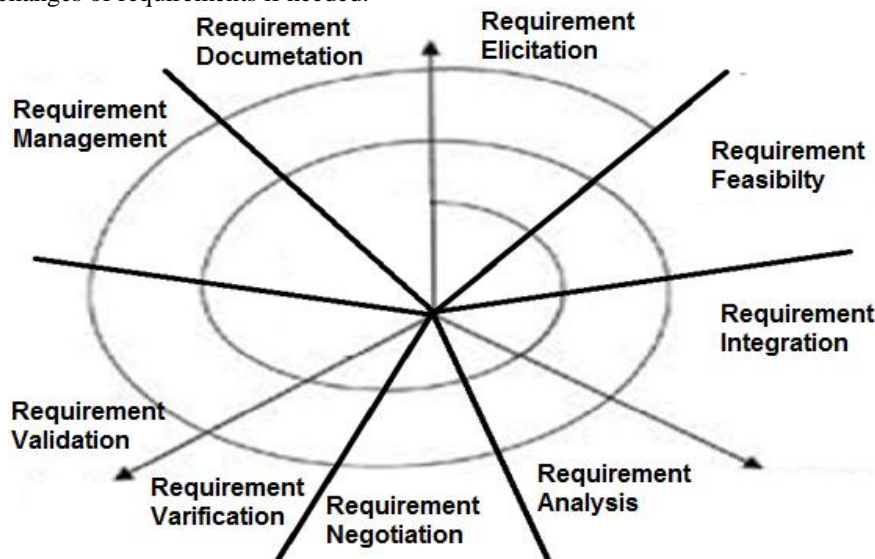 changes of requirements if needed.
Requirement
Documetation
Requirement
Elicitation
Requirement
Management
Requirement
Feasibilty
Requirement
Integration
Requirement
Validation
Requirement
Varification
Requirement
Negotiation
Requirement
Analysis